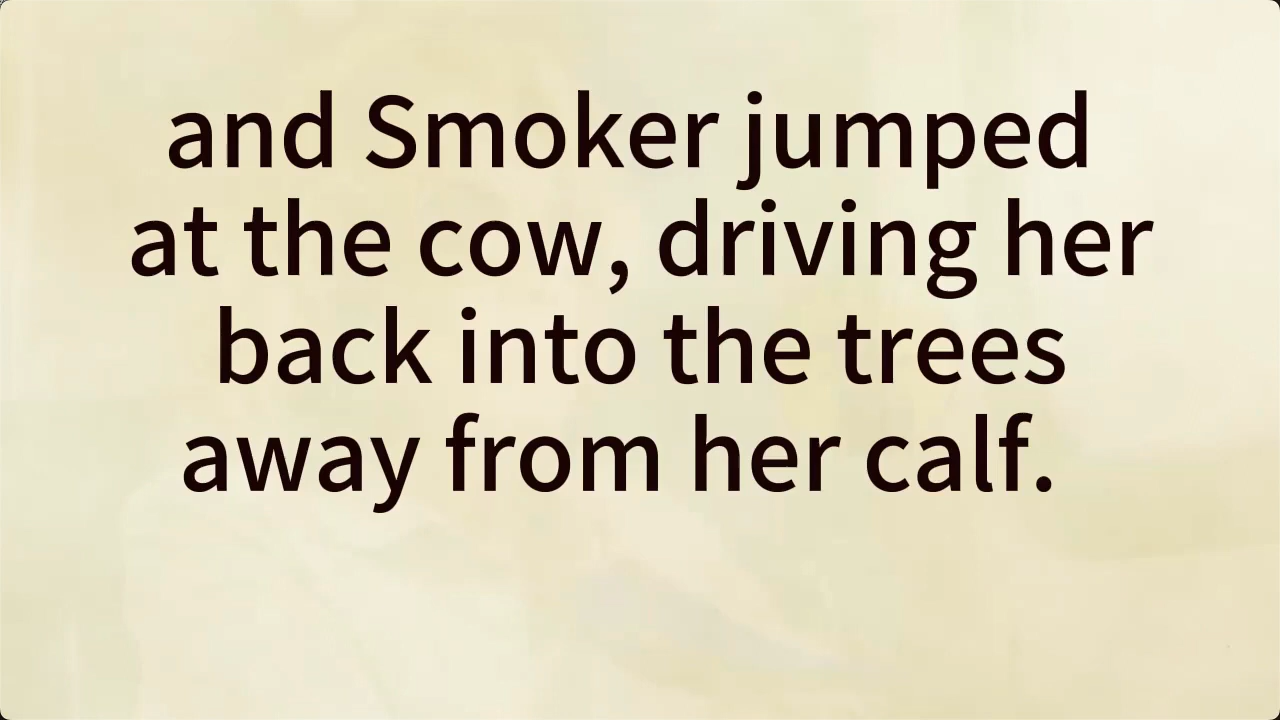 and Smoker jumped
at the cow, driving her
back into the trees
away from her calf.